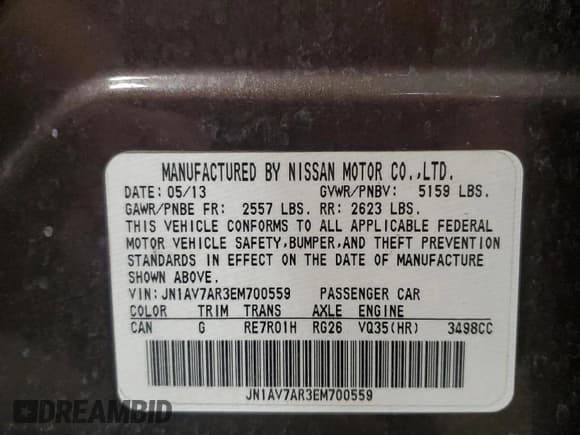 MANUFACTURED BY NISSAN MOTOR CO.,LTD.
DATE: 05/13 GVWR/PNBV: 5159 LBS.
GAWR/PNBE FR: 2557 LBS. RR: 2623 LBS.
THIS VEHICLE CONFORMS TO ALL APPLICABLE FEDERAL
MOTOR VEHICLE SAFETY,BUMPER,AND THEFT PREVENTION
STANDARDS IN EFFECT ON THE DATE OF MANUFACTURE
SHOWN ABOVE.
VIN: JN1AV7AR3EM700559 PASSENGER CAR
COLOR TRIM TRANS AXLE ENGINE
CAN G RE7R01H RG26 VQ35(HR) 3498CC
JN1AV7AR3EM700559
DREAMBID